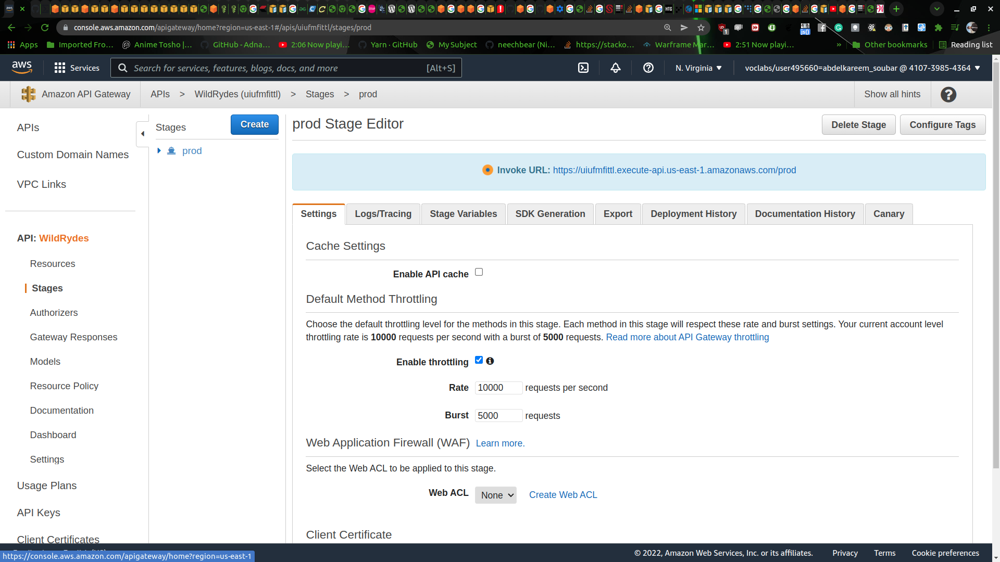 console.aws.amazon.com/apigateway/home?region=us-east-1#/apis/uiufmfittl/stages/prod
Apps
Imported Fro...
Anime Tosho |...
GitHub - Adna...
2:06 Now playi...
Yarn · GitHub
My Subject
neechbear (Ni...
https://stacko...
Warframe Mar...
2:51 Now playi...
»
Other bookmarks
Reading list
aws
Services
Search for services, features, blogs, docs, and more
[Alt+S]
N. Virginia
voclabs/user495660=abdelkareem_soubar @ 4107-3985-4364
Amazon API Gateway
APIs > WildRydes (uiufmfittl) > Stages > prod
Show all hints
APIs
Custom Domain Names
VPC Links
API: WildRydes
Resources
Stages
Authorizers
Gateway Responses
Models
Resource Policy
Documentation
Dashboard
Settings
Usage Plans
API Keys
Client Certificates
Stages
Create
prod
prod Stage Editor
Delete Stage
Configure Tags
Invoke URL: https://uiufmfittl.execute-api.us-east-1.amazonaws.com/prod
Settings
Logs/Tracing
Stage Variables
SDK Generation
Export
Deployment History
Documentation History
Canary
Cache Settings
Enable API cache
Default Method Throttling
Choose the default throttling level for the methods in this stage. Each method in this stage will respect these rate and burst settings. Your current account level
throttling rate is 10000 requests per second with a burst of 5000 requests. Read more about API Gateway throttling
Enable throttling
Rate 10000 requests per second
Burst 5000 requests
Web Application Firewall (WAF) Learn more.
Select the Web ACL to be applied to this stage.
Web ACL None Create Web ACL
Client Certificate
https://console.aws.amazon.com/apigateway/home?region=us-east-1
© 2022, Amazon Web Services, Inc. or its affiliates.
Privacy
Terms
Cookie preferences